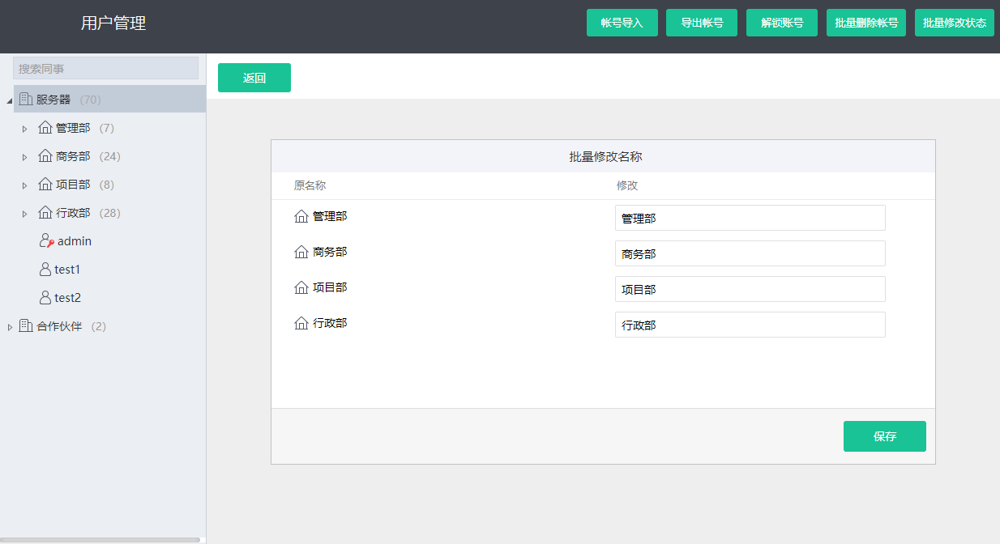 用户管理
帐号导入
导出帐号
解锁账号
批量删除帐号
批量修改状态
搜索同事
服务器 (70)
管理部 (7)
商务部 (24)
项目部 (8)
行政部 (28)
admin
test1
test2
合作伙伴 (2)
返回
批量修改名称
原名称 修改
管理部 管理部
商务部 商务部
项目部 项目部
行政部 行政部
保存